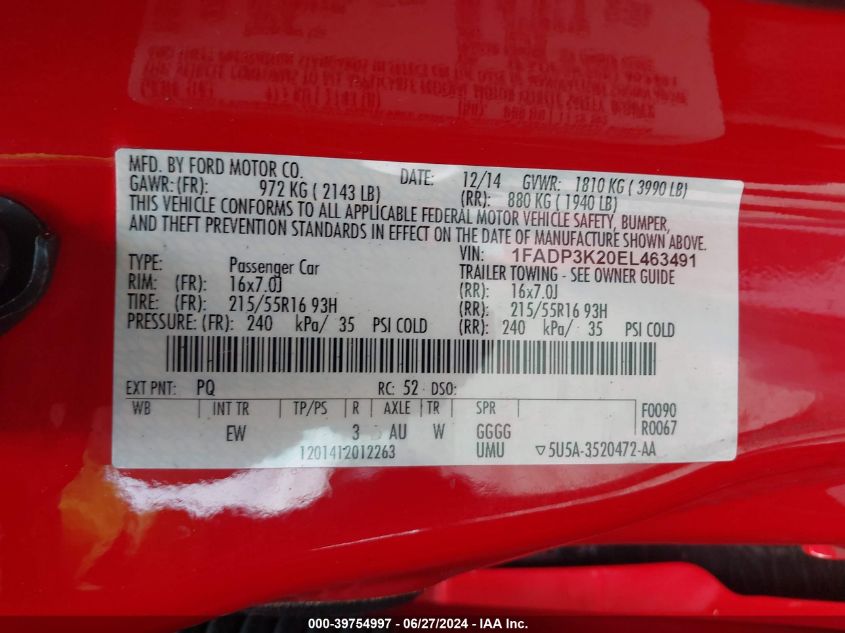 MFD. BY FORD MOTOR CO.
DATE: 12/14 GVWR: 1810 KG ( 3990 LB)
GAWR:(FR): 972 KG ( 2143 LB) (RR): 880 KG ( 1940 LB)
THIS VEHICLE CONFORMS TO ALL APPLICABLE FEDERAL MOTOR VEHICLE SAFETY, BUMPER,
AND THEFT PREVENTION STANDARDS IN EFFECT ON THE DATE OF MANUFACTURE SHOWN ABOVE.
VIN: 1FADP3K20EL463491
TYPE: Passenger Car TRAILER TOWING - SEE OWNER GUIDE
RIM: (FR): 16x7.0J (RR): 16x7.0J
TIRE: (FR): 215/55R16 93H (RR): 215/55R16 93H
PRESSURE: (FR): 240 kPa/ 35 PSI COLD (RR): 240 kPa/ 35 PSI COLD
EXT PNT: PQ RC: 52 DSO:
WB INT TR TP/PS R AXLE TR SPR F0090
EW 3 AU W GGGG R0067
1201412012263 UMU ▽5U5A-3520472-AA
000-39754997 - 06/27/2024 - IAA Inc.